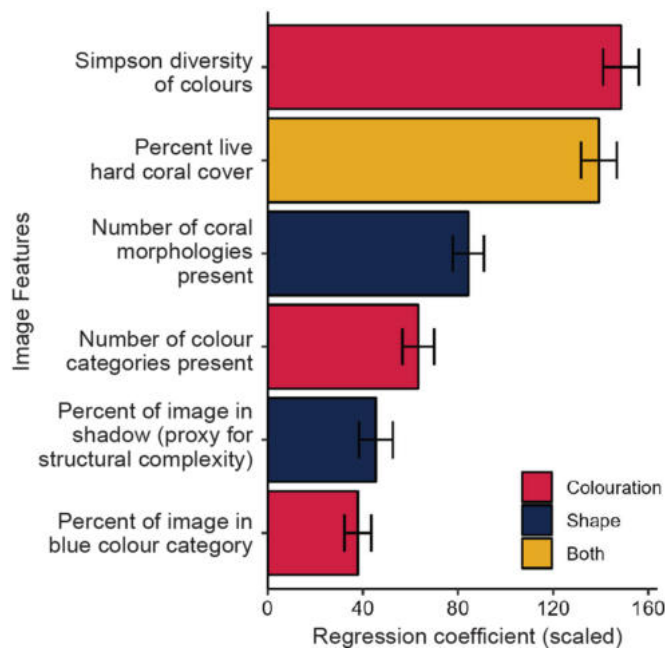 Simpson diversity
of colours
Percent live
hard coral cover
Number of coral
morphologies
present
Number of colour
categories present
Percent of image in
shadow (proxy for
structural complexity)
Percent of image in
blue colour category
Image Features
Colouration
Shape
Both
0 40 80 120 160
Regression coefficient (scaled)